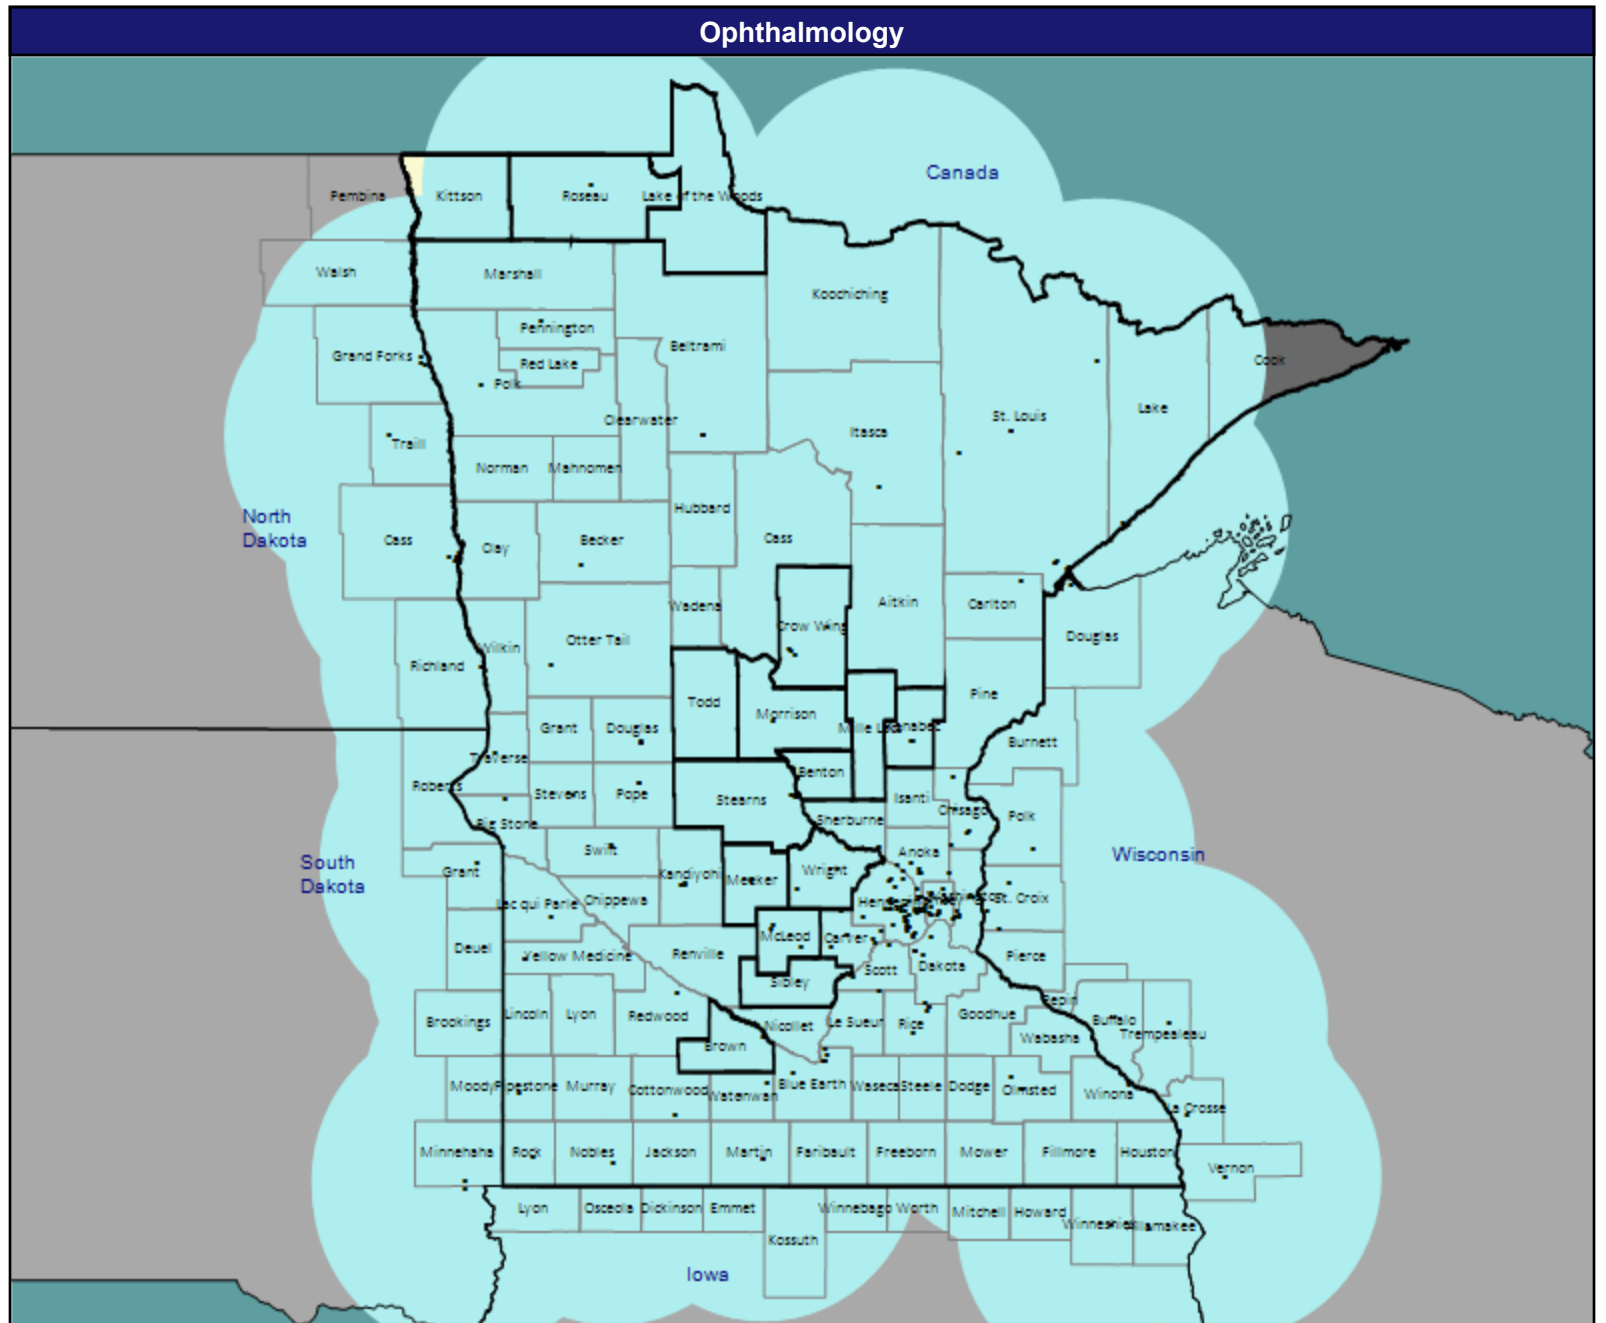 Ophthalmology
Canada
Pembina
Kittson
Roseau
Lake of the Woods
Walsh
Marshall
Koochiching
Pennington
Beltrami
Grand Forks
Red Lake
Cook
Polk
Lake
St. Louis
Clearwater
Itasca
Traill
Norman
Mahnomen
Hubbard
North
Dakota
Cass
Clay
Becker
Cass
Wadena
Aitkin
Carlton
Crow Wing
Otter Tail
Douglas
Wilkin
Richland
Todd
Pine
Morrison
Grant
Douglas
Mille Lacs
Kanabec
Burnett
Traverse
Benton
Roberts
Stevens
Pope
Stearns
Isanti
Chisago
Big Stone
Sherburne
Polk
Swift
Anoka
Wisconsin
South
Dakota
Grant
Kandiyohi
Meeker
Wright
Lac qui Parle
Chippewa
St. Croix
McLeod
Carver
Deuel
Yellow Medicine
Renville
Pierce
Scott
Dakota
Sibley
Pepin
Brookings
Lincoln
Lyon
Redwood
Nicollet
Le Sueur
Rice
Goodhue
Buffalo
Trempealeau
Wabasha
Brown
Moody
Pipestone
Murray
Cottonwood
Watonwan
Blue Earth
Waseca
Steele
Dodge
Olmsted
Winona
La Crosse
Minnehaha
Rock
Nobles
Jackson
Martin
Faribault
Freeborn
Mower
Fillmore
Houston
Vernon
Lyon
Osceola
Dickinson
Emmet
Winnebago
Worth
Mitchell
Howard
Kossuth
Iowa